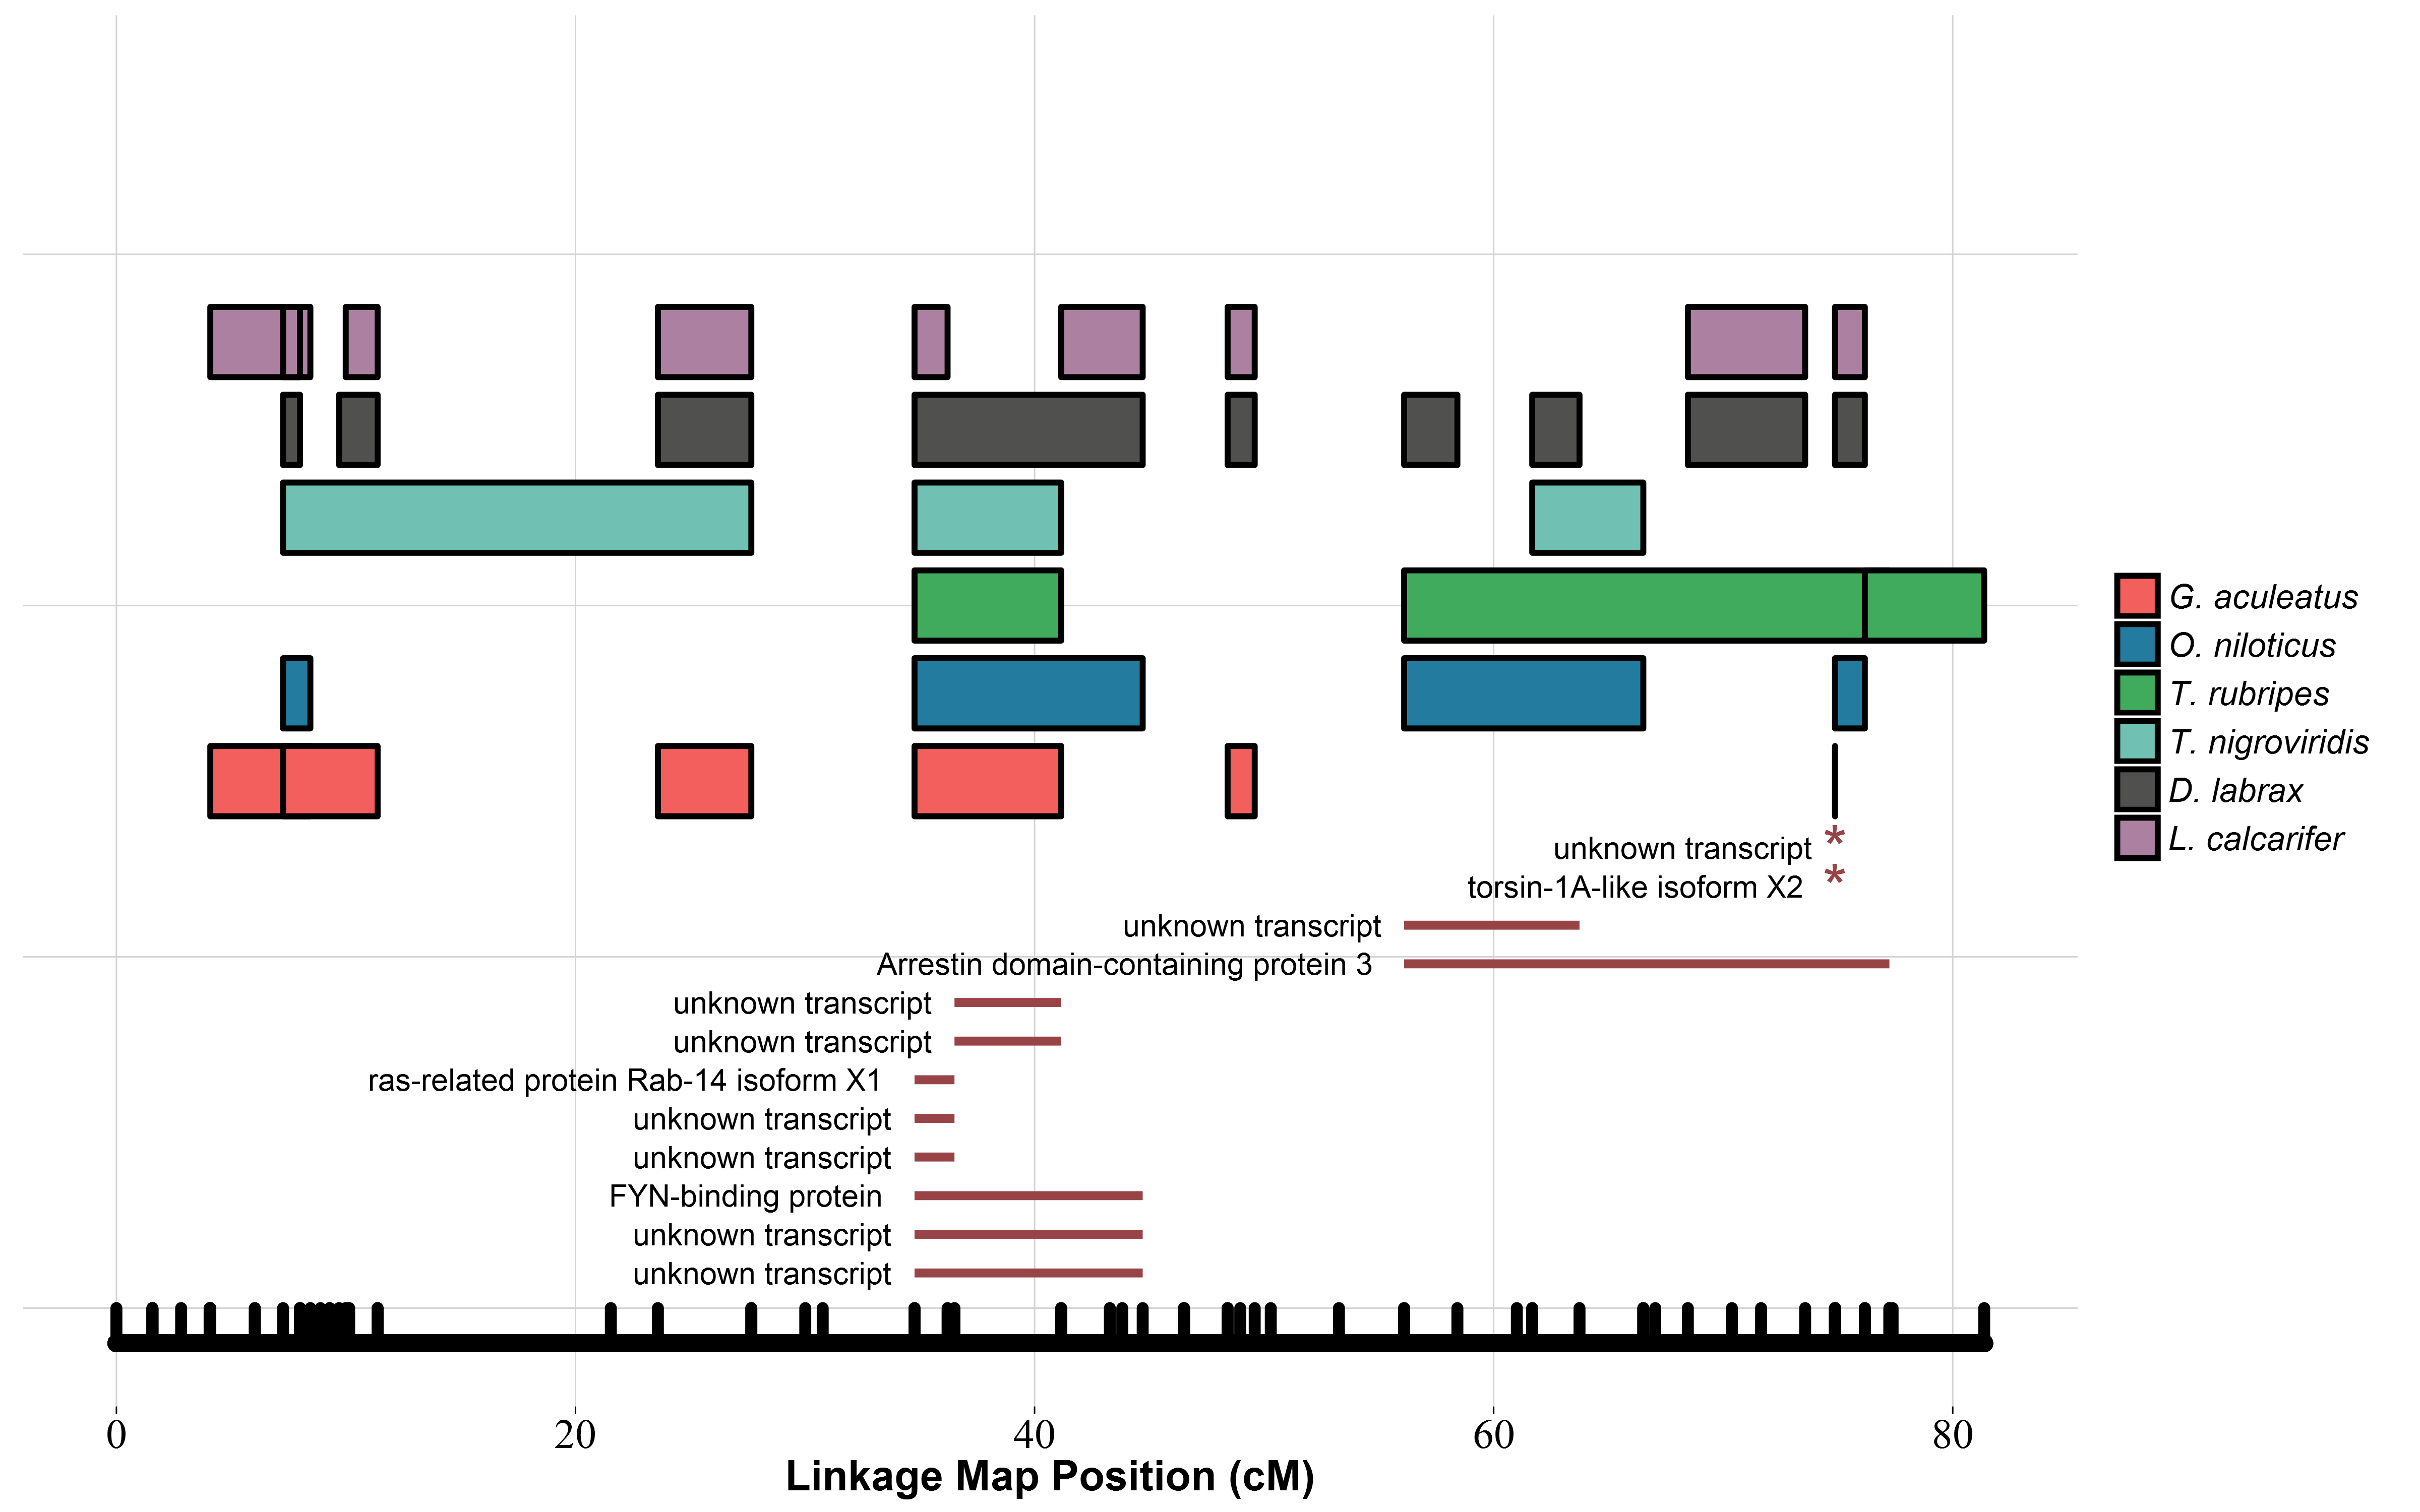 G. aculeatus
O. niloticus
T. rubripes
T. nigroviridis
D. labrax
L. calcarifer
unknown transcript *
torsin-1A-like isoform X2 *
unknown transcript
Arrestin domain-containing protein 3
unknown transcript
unknown transcript
ras-related protein Rab-14 isoform X1
unknown transcript
unknown transcript
FYN-binding protein
unknown transcript
unknown transcript
0 20 40 60 80
Linkage Map Position (cM)